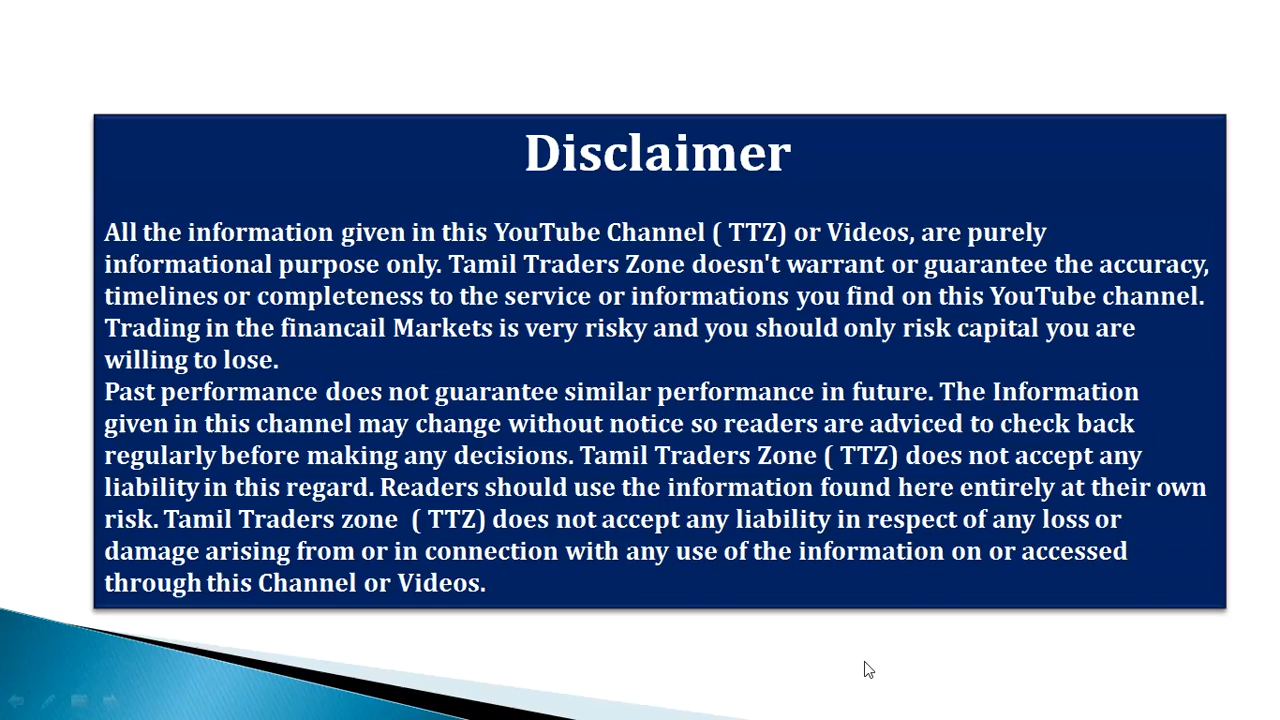 Disclaimer
All the information given in this YouTube Channel ( TTZ) or Videos, are purely
informational purpose only. Tamil Traders Zone doesn't warrant or guarantee the accuracy,
timelines or completeness to the service or informations you find on this YouTube channel.
Trading in the financail Markets is very risky and you should only risk capital you are
willing to lose.
Past performance does not guarantee similar performance in future. The Information
given in this channel may change without notice so readers are adviced to check back
regularly before making any decisions. Tamil Traders Zone ( TTZ) does not accept any
liability in this regard. Readers should use the information found here entirely at their own
risk. Tamil Traders zone  ( TTZ) does not accept any liability in respect of any loss or
damage arising from or in connection with any use of the information on or accessed
through this Channel or Videos.